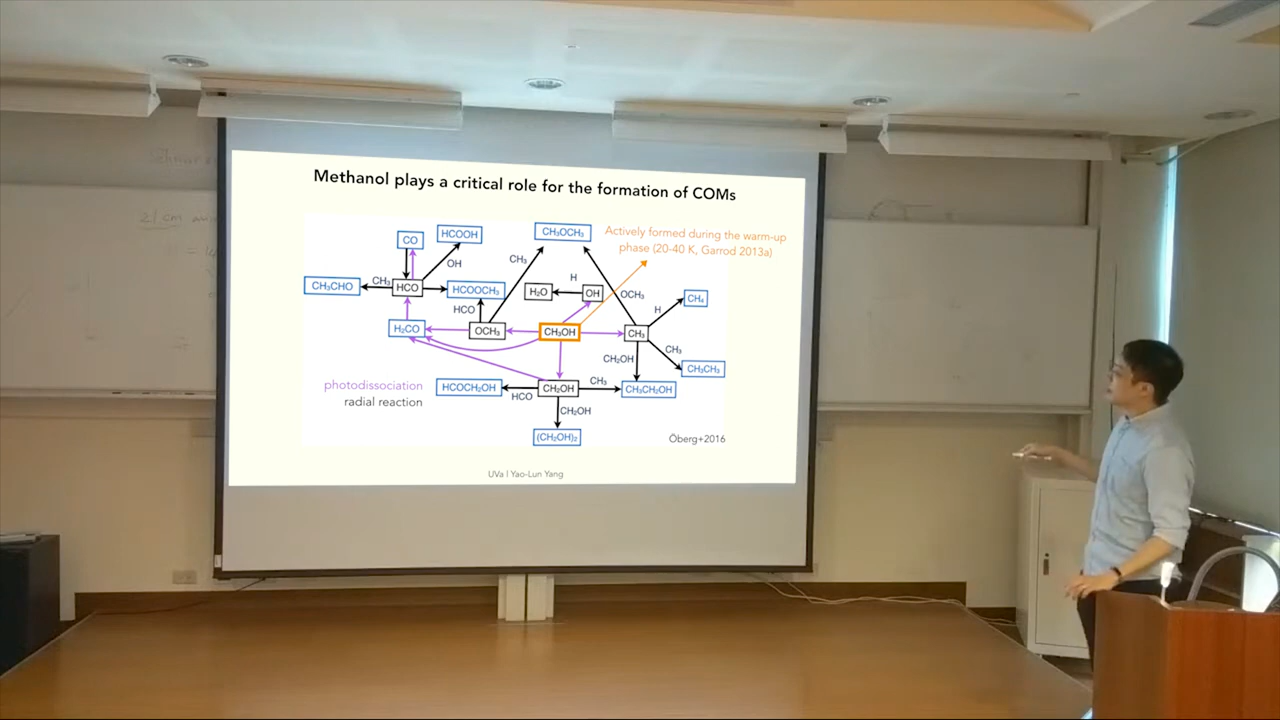 Methanol plays a critical role for the formation of COMs
Actively formed during the warm-up
phase (20-40 K, Garrod 2013a)
CO
HCOOH
CH₃OCH₃
OH
CH₃
CH₃CHO
CH₃
HCO
HCOOCH₃
H₂O
H
OH
OCH₃
CH₄
HCO
H
H₂CO
OCH₃
CH₃OH
CH₃
CH₃
CH₂OH
CH₃CH₃
photodissociation
radial reaction
HCOCH₂OH
HCO
CH₂OH
CH₃
CH₃CH₂OH
CH₂OH
(CH₂OH)₂
Öberg+2016
UVa | Yao-Lun Yang
21 cm